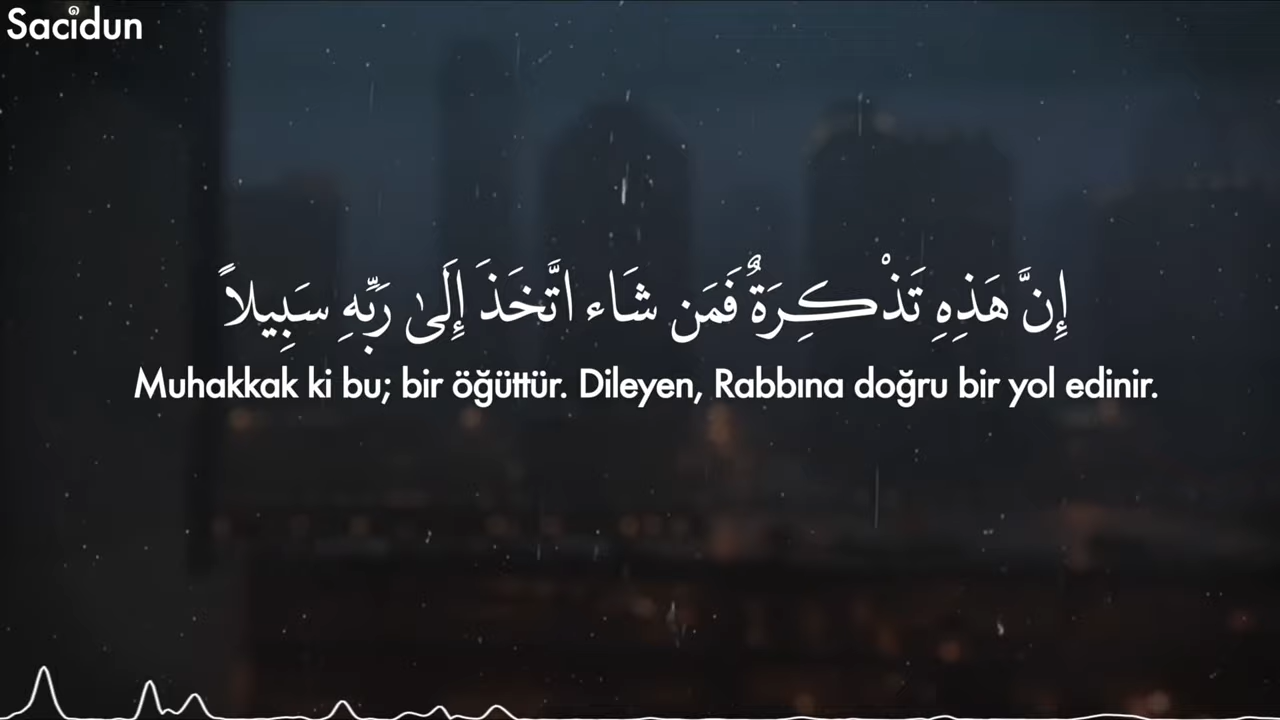 Sacidun
إِنَّ هَذِهِ تَذْكِرَةٌ فَمَن شَاء اتَّخَذَ إِلَىٰ رَبِّهِ سَبِيلاً
Muhakkak ki bu; bir öğüttür. Dileyen, Rabbına doğru bir yol edinir.